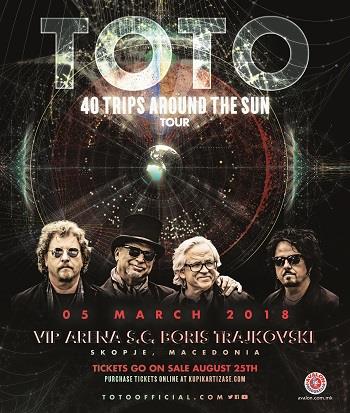 TOTO
40 TRIPS AROUND THE SUN
TOUR
05 MARCH 2018
VIP ARENA S.C. BORIS TRAJKOVSKI
SKOPJE, MACEDONIA
TICKETS GO ON SALE AUGUST 25TH
PURCHASE TICKETS ONLINE AT KUPIKARTIZASE.COM
TOTOOFFICIAL.COM
AVALON
avalon.com.mk